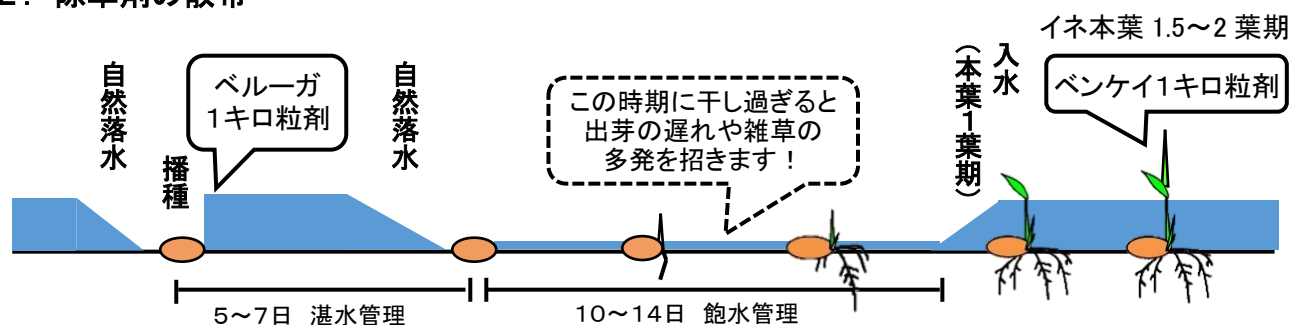 イネ本葉 1.5～2 葉期
自然落水
播種
ベルーガ
1キロ粒剤
自然落水
この時期に干し過ぎると
出芽の遅れや雑草の
多発を招きます！
入水
（本葉１葉期）
ベンケイ１キロ粒剤
5～7日 湛水管理
10～14日 飽水管理